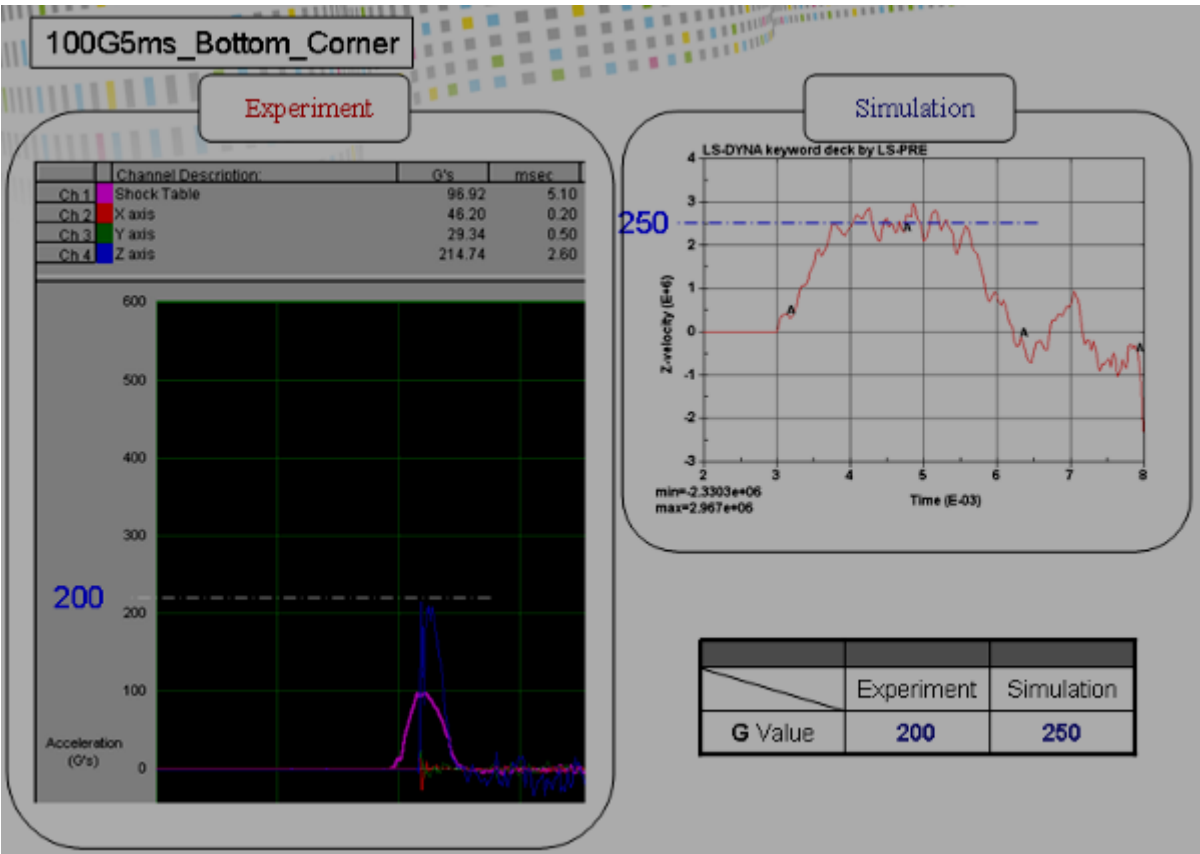 100G5ms_Bottom_Corner
Experiment
Channel Description: G's msec
Ch 1 Shock Table 96.92 5.10
Ch 2 X axis 46.20 0.20
Ch 3 Y axis 29.34 0.50
Ch 4 Z axis 214.74 2.60
600
500
400
300
200
200
100
Acceleration
(G's)
0
Simulation
LS-DYNA keyword deck by LS-PRE
4
3
250
2
1
0
-1
-2
-3
Z-velocity (E+6)
A
A
A
A
2 3 4 5 6 7 8
min=-2.3303e+06
max=2.967e+06
Time (E-03)
Experiment Simulation
G Value 200 250